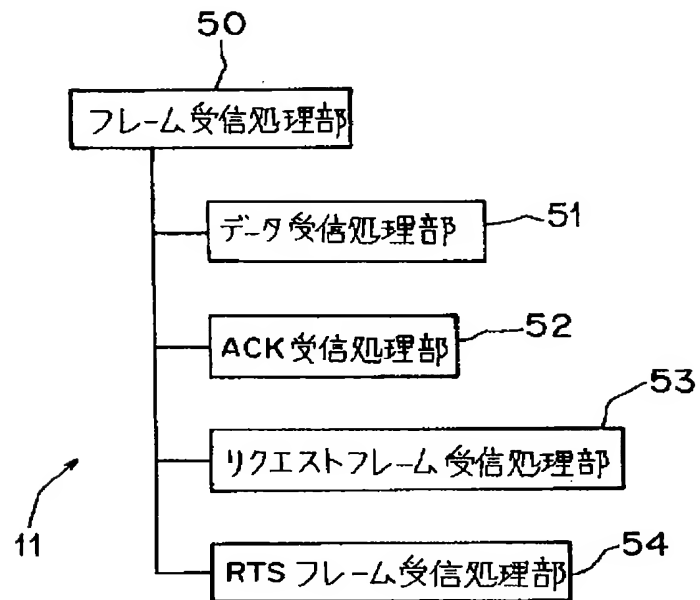 50
フレーム受信処理部
データ受信処理部
51
ACK受信処理部
52
53
リクエストフレーム受信処理部
11
RTSフレーム受信処理部
54